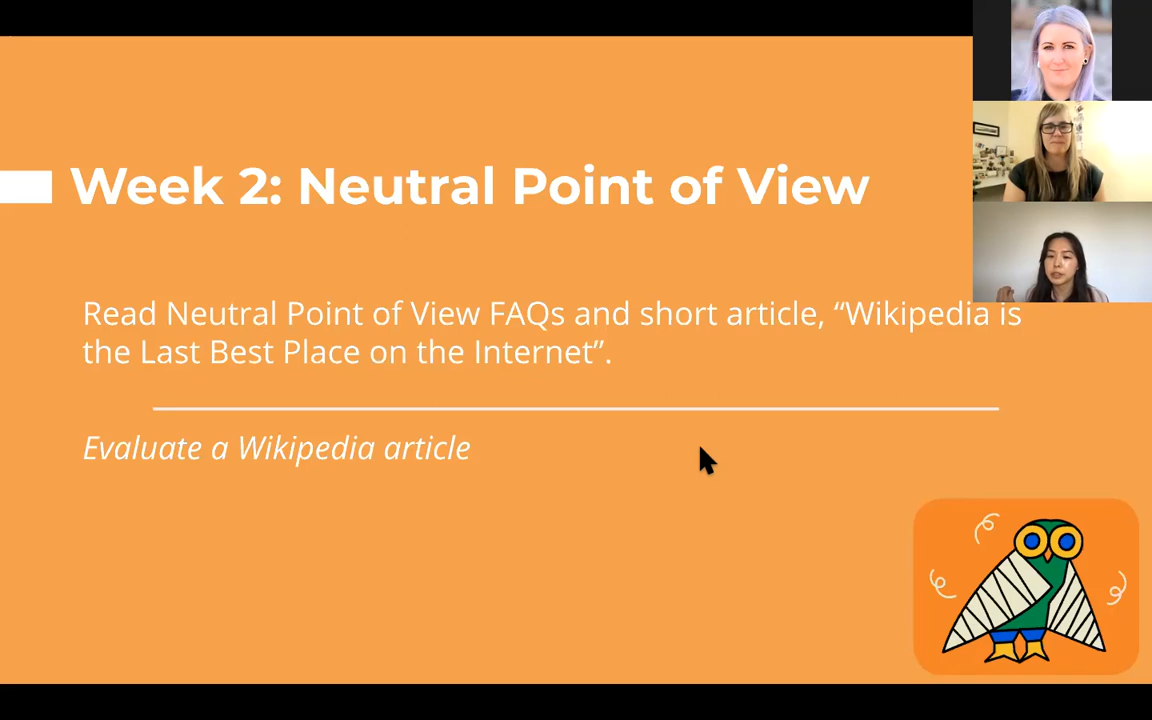 Week 2: Neutral Point of View
Read Neutral Point of View FAQs and short article, “Wikipedia is
the Last Best Place on the Internet”.
Evaluate a Wikipedia article